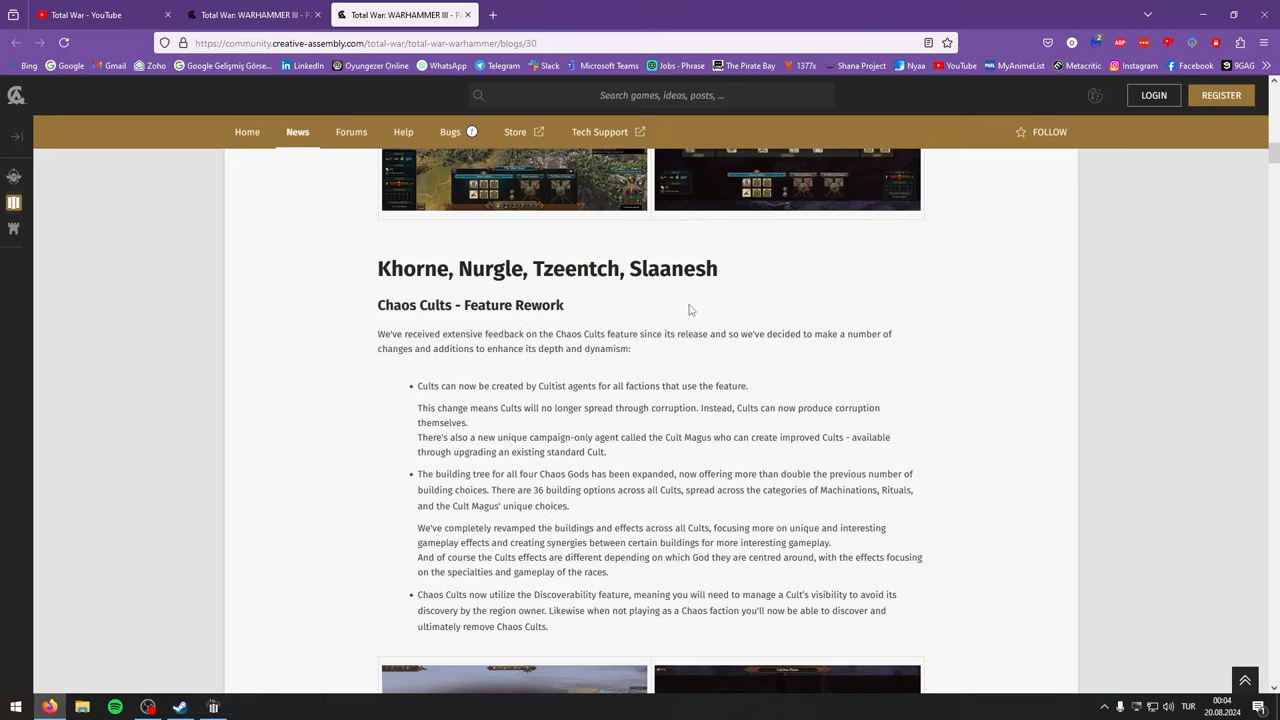 Total War - YouTube
Total War: WARHAMMER III - P
Total War: WARHAMMER III - P
https://community.creative-assembly.com/total-war/total-war-warhammer/blogs/30
Bing Google Gmail Zoho Google Gelişmiş Görse... LinkedIn Oyungezer Online WhatsApp Telegram Slack Microsoft Teams Jobs · Phrase The Pirate Bay 1377x Shana Project Nyaa YouTube MyAnimeList Metacritic Instagram Facebook 9GAG
Search games, ideas, posts, ...
LOGIN
REGISTER
Home News Forums Help Bugs Store Tech Support FOLLOW
Khorne, Nurgle, Tzeentch, Slaanesh
Chaos Cults - Feature Rework
We've received extensive feedback on the Chaos Cults feature since its release and so we've decided to make a number of
changes and additions to enhance its depth and dynamism:
• Cults can now be created by Cultist agents for all factions that use the feature.
This change means Cults will no longer spread through corruption. Instead, Cults can now produce corruption
themselves.
There's also a new unique campaign-only agent called the Cult Magus who can create improved Cults - available
through upgrading an existing standard Cult.
• The building tree for all four Chaos Gods has been expanded, now offering more than double the previous number of
building choices. There are 36 building options across all Cults, spread across the categories of Machinations, Rituals,
and the Cult Magus' unique choices.
We've completely revamped the buildings and effects across all Cults, focusing more on unique and interesting
gameplay effects and creating synergies between certain buildings for more interesting gameplay.
And of course the Cults effects are different depending on which God they are centred around, with the effects focusing
on the specialties and gameplay of the races.
• Chaos Cults now utilize the Discoverability feature, meaning you will need to manage a Cult's visibility to avoid its
discovery by the region owner. Likewise when not playing as a Chaos faction you'll now be able to discover and
ultimately remove Chaos Cults.
TUR
00:04
20.08.2024